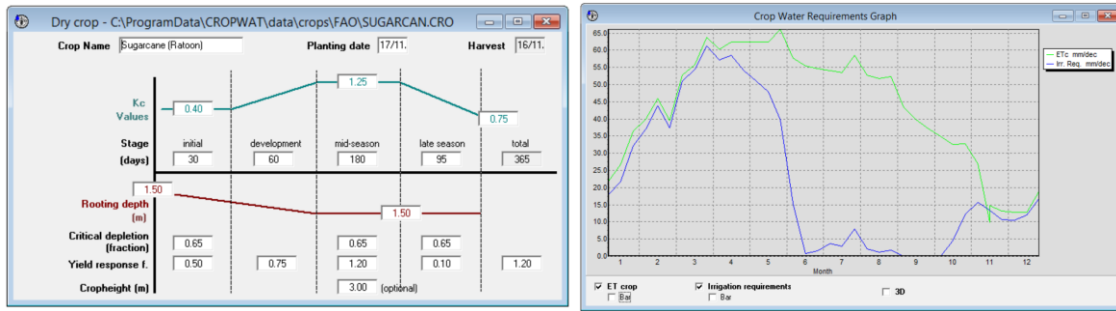 Dry crop - C:\ProgramData\CROPWAT\data\crops\FAO\SUGARCAN.CRO
Crop Name Sugarcane (Ratoon) Planting date 17/11. Harvest 16/11.
Kc
Values
0.40 1.25 0.75
Stage initial development mid-season late season total
(days) 30 60 180 95 365
1.50
Rooting depth
(m)
1.50
Critical depletion
(fraction) 0.65 0.65 0.65
Yield response f. 0.50 0.75 1.20 0.10 1.20
Cropheight (m) 3.00 (optional)
Crop Water Requirements Graph
65.0
60.0
55.0
50.0
45.0
40.0
35.0
30.0
25.0
20.0
15.0
10.0
5.0
0.0
1 2 3 4 5 6 7 8 9 10 11 12
Month
ETc mm/dec
Irr. Req. mm/dec
ET crop Irrigation requirements 3D
Bar Bar